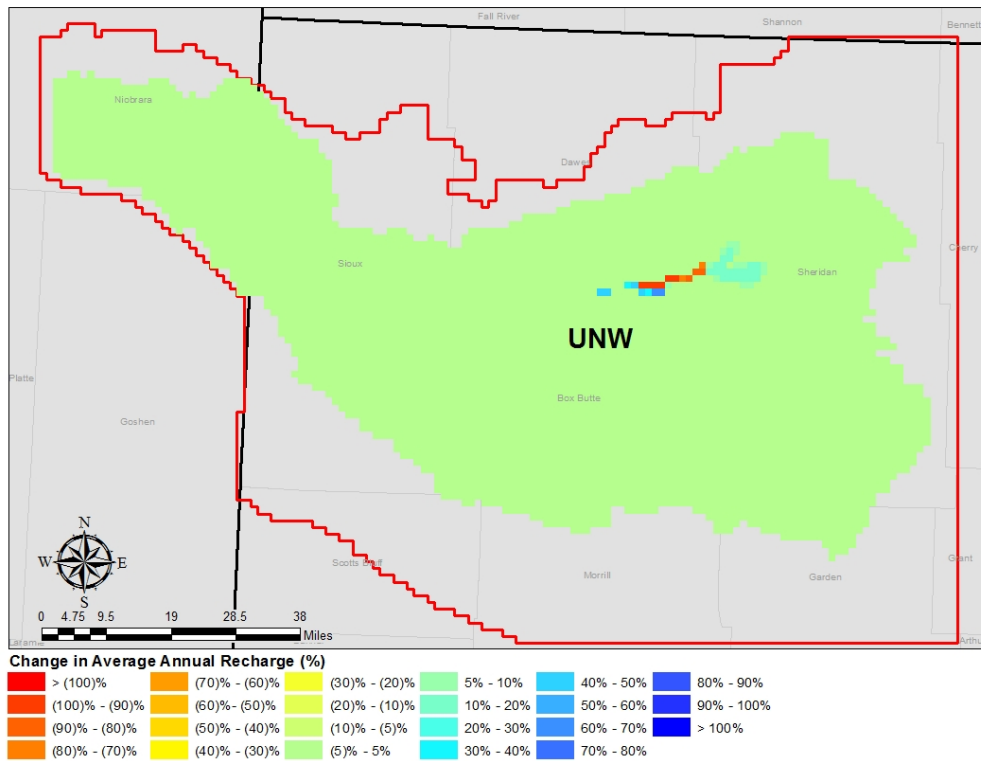 Fall River
Shannon
Bennett
Niobrara
Dawes
Cherry
Sioux
Sheridan
UNW
Platte
Box Butte
Goshen
N
W E
S
Scotts Bluff
Morrill
Garden
Grant
0 4.75 9.5 19 28.5 38
Miles
Laramie
Arthu
Change in Average Annual Recharge (%)
> (100)% (70)% - (60)% (30)% - (20)% 5% - 10% 40% - 50% 80% - 90%
(100)% - (90)% (60)% - (50)% (20)% - (10)% 10% - 20% 50% - 60% 90% - 100%
(90)% - (80)% (50)% - (40)% (10)% - (5)% 20% - 30% 60% - 70% > 100%
(80)% - (70)% (40)% - (30)% (5)% - 5% 30% - 40% 70% - 80%